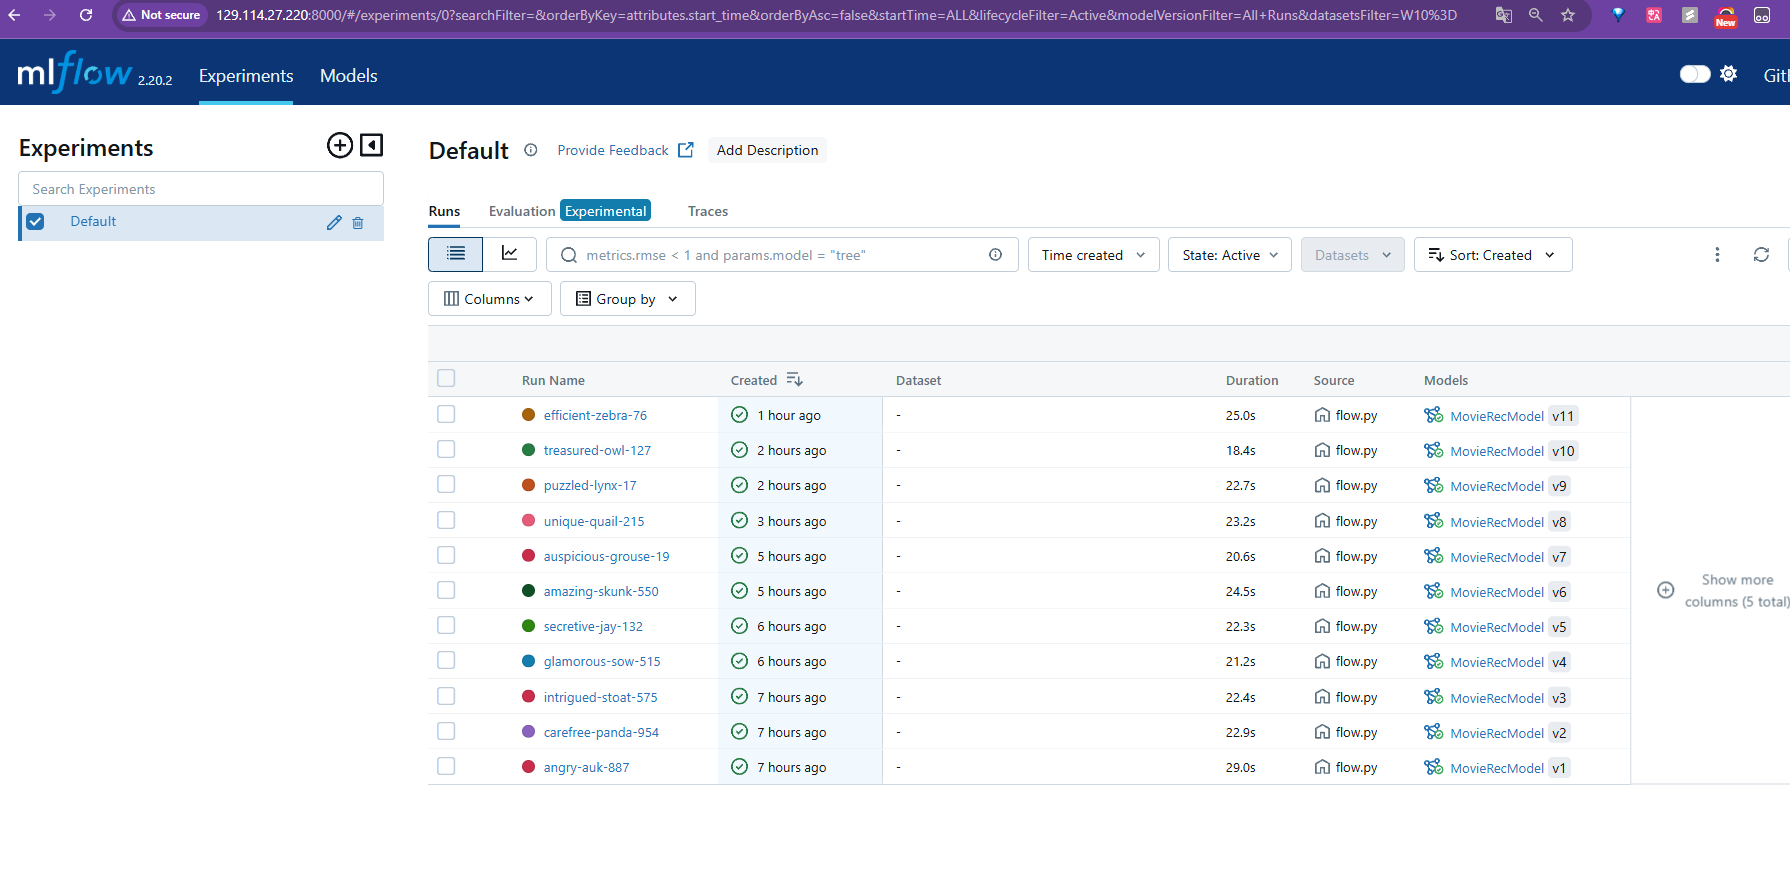 Not secure 129.114.27.220:8000/#/experiments/0?searchFilter=&orderByKey=attributes.start_time&orderByAsc=false&startTime=ALL&lifecycleFilter=Active&modelVersionFilter=All+Runs&datasetsFilter=W10%3D
New
mlflow 2.20.2 Experiments Models
Experiments
Search Experiments
Default
Default Provide Feedback Add Description
Runs Evaluation Experimental Traces
metrics.rmse < 1 and params.model = "tree" Time created State: Active Datasets Sort: Created
Columns Group by
Run Name Created Dataset Duration Source Models
efficient-zebra-76 1 hour ago - 25.0s flow.py MovieRecModel v11
treasured-owl-127 2 hours ago - 18.4s flow.py MovieRecModel v10
puzzled-lynx-17 2 hours ago - 22.7s flow.py MovieRecModel v9
unique-quail-215 3 hours ago - 23.2s flow.py MovieRecModel v8
auspicious-grouse-19 5 hours ago - 20.6s flow.py MovieRecModel v7
amazing-skunk-550 5 hours ago - 24.5s flow.py MovieRecModel v6
secretive-jay-132 6 hours ago - 22.3s flow.py MovieRecModel v5
glamorous-sow-515 6 hours ago - 21.2s flow.py MovieRecModel v4
intrigued-stoat-575 7 hours ago - 22.4s flow.py MovieRecModel v3
carefree-panda-954 7 hours ago - 22.9s flow.py MovieRecModel v2
angry-auk-887 7 hours ago - 29.0s flow.py MovieRecModel v1
Show more
columns (5 total)